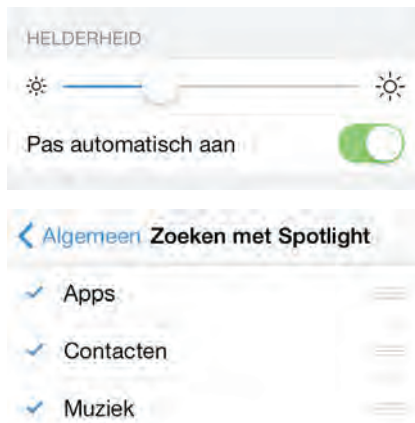 HELDERHEID
Pas automatisch aan
Algemeen Zoeken met Spotlight
Apps
Contacten
Muziek